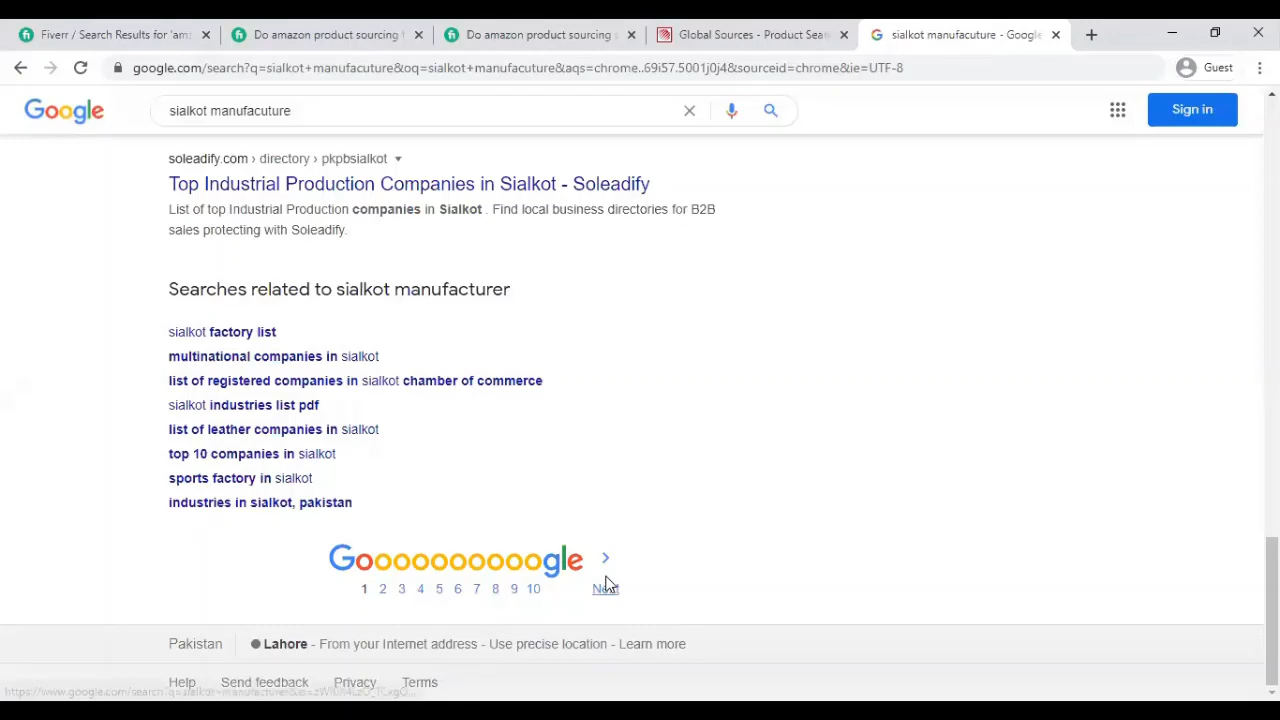 Fiverr / Search Results for 'ama
Do amazon product sourcing f
Do amazon product sourcing s
Global Sources - Product Sear
sialkot manufacuture - Google
google.com/search?q=sialkot+manufacuture&oq=sialkot+manufacuture&aqs=chrome..69i57.5001j0j4&sourceid=chrome&ie=UTF-8
Guest
Google
sialkot manufacuture
Sign in
soleadify.com › directory › pkpbsialkot
Top Industrial Production Companies in Sialkot - Soleadify
List of top Industrial Production companies in Sialkot . Find local business directories for B2B
sales protecting with Soleadify.
Searches related to sialkot manufacturer
sialkot factory list
multinational companies in sialkot
list of registered companies in sialkot chamber of commerce
sialkot industries list pdf
list of leather companies in sialkot
top 10 companies in sialkot
sports factory in sialkot
industries in sialkot, pakistan
Goooooooooogle >
1 2 3 4 5 6 7 8 9 10 Next
Pakistan
Lahore - From your Internet address - Use precise location - Learn more
Help Send feedback Privacy Terms